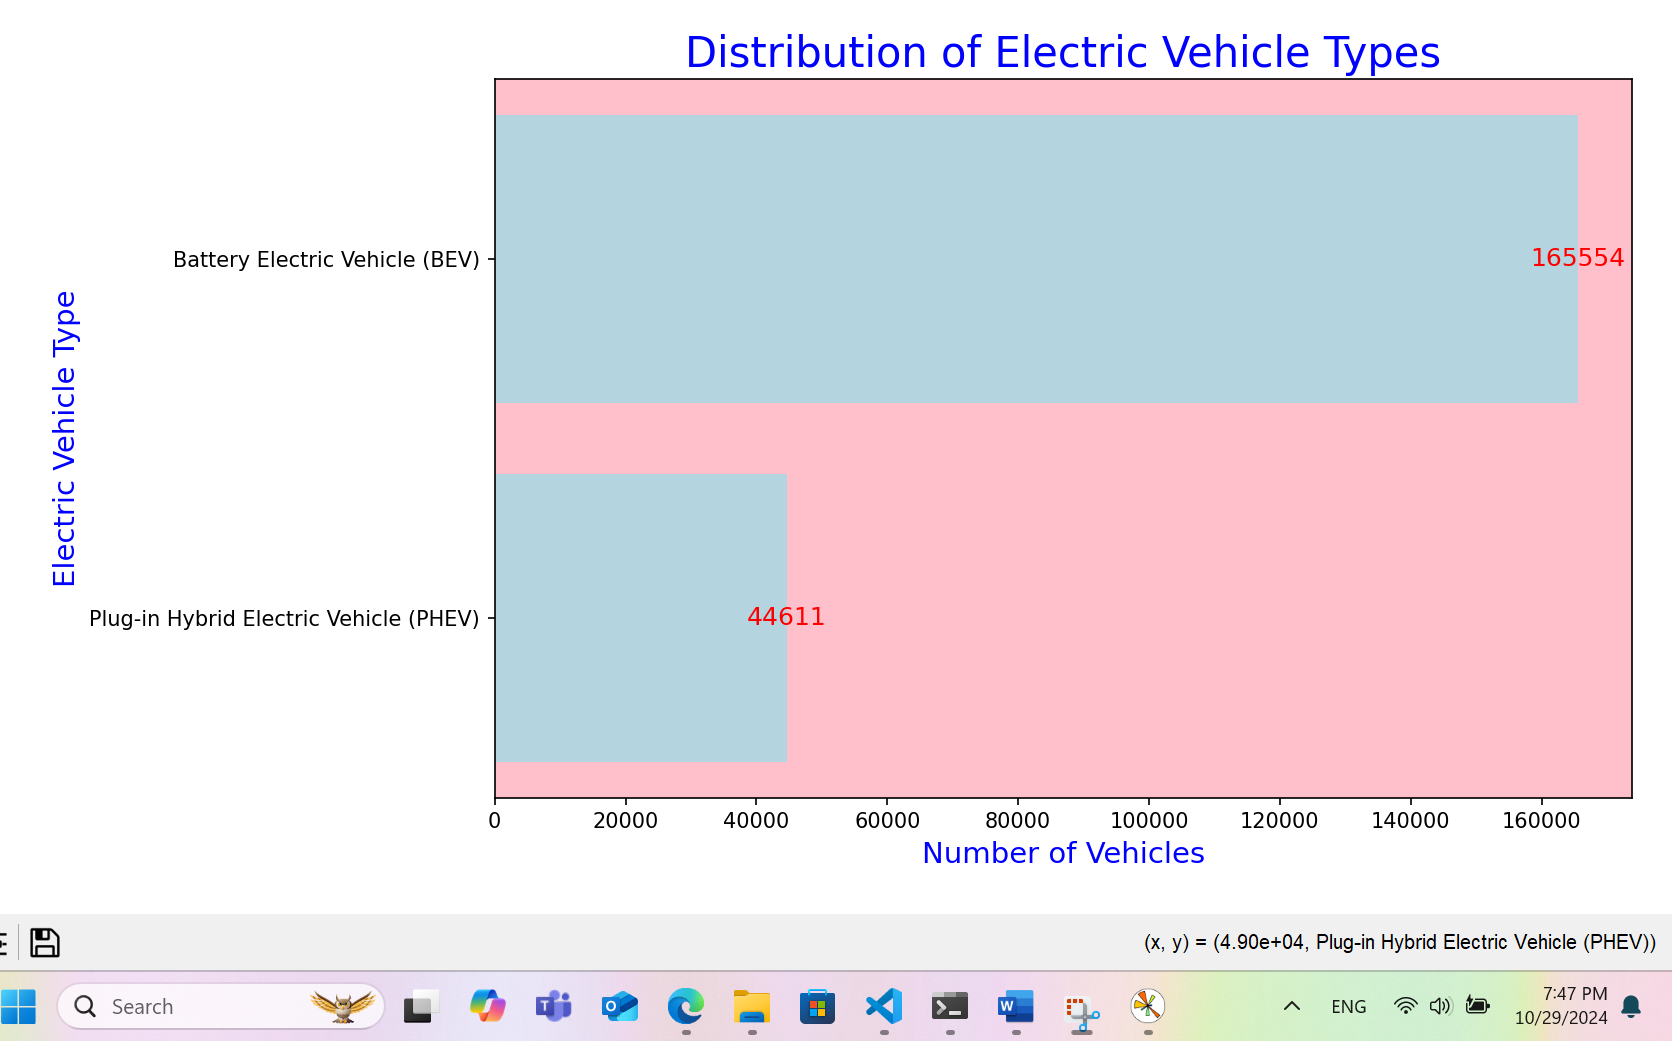 Distribution of Electric Vehicle Types
Battery Electric Vehicle (BEV)
165554
Electric Vehicle Type
Plug-in Hybrid Electric Vehicle (PHEV)
44611
0 20000 40000 60000 80000 100000 120000 140000 160000
Number of Vehicles
(x, y) = (4.90e+04, Plug-in Hybrid Electric Vehicle (PHEV))
Search
T
O
W
ENG
7:47 PM
10/29/2024